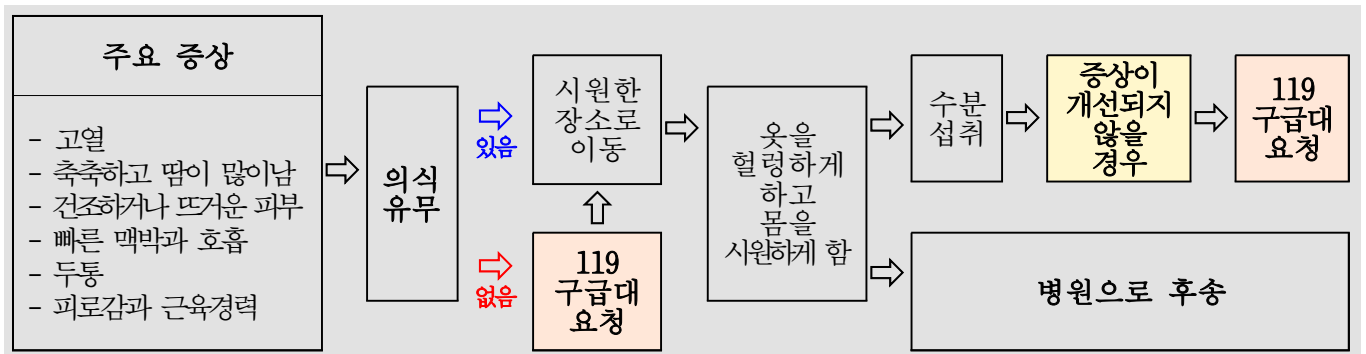 주요 증상
- 고열
- 축축하고 땀이 많이남
- 건조하거나 뜨거운 피부
- 빠른 맥박과 호흡
- 두통
- 피로감과 근육경력
의식
유무
있음
없음
시원한
장소로
이동
119
구급대
요청
옷을
헐렁하게
하고
몸을
시원하게 함
수분
섭취
증상이
개선되지
않을
경우
119
구급대
요청
병원으로 후송